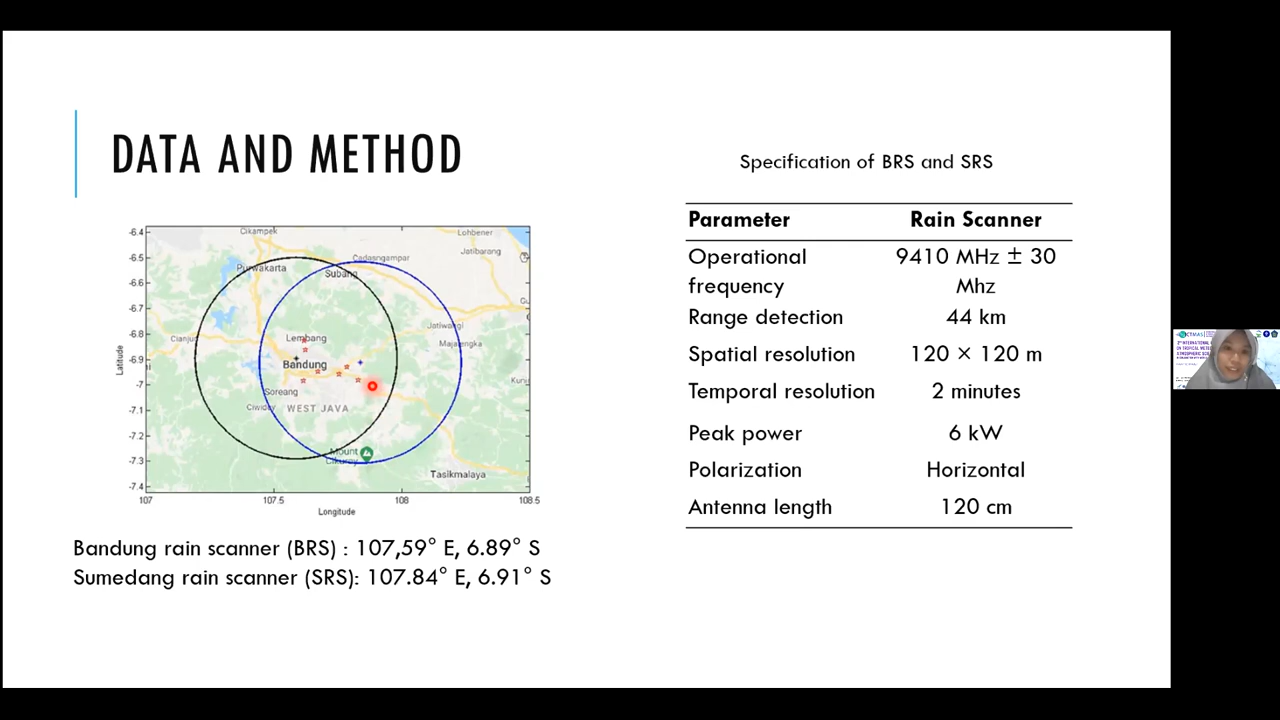 DATA AND METHOD
Specification of BRS and SRS
Parameter Rain Scanner
Operational frequency 9410 MHz ± 30 Mhz
Range detection 44 km
Spatial resolution 120 × 120 m
Temporal resolution 2 minutes
Peak power 6 kW
Polarization Horizontal
Antenna length 120 cm
-6.4
-6.5
-6.6
-6.7
-6.8
-6.9
-7
-7.1
-7.2
-7.3
-7.4
Latitude
Cikampek
Lohbener
Jatibarang
Cadasngampar
Purwakarta
Subang
Jatiwangi
Cianjur
Lembang
Majalengka
Bandung
Soreang
Ciwidey
WEST JAVA
Mount
Cikuray
Tasikmalaya
107
107.5
108
108.5
Longitude
Bandung rain scanner (BRS) : 107,59° E, 6.89° S
Sumedang rain scanner (SRS): 107.84° E, 6.91° S